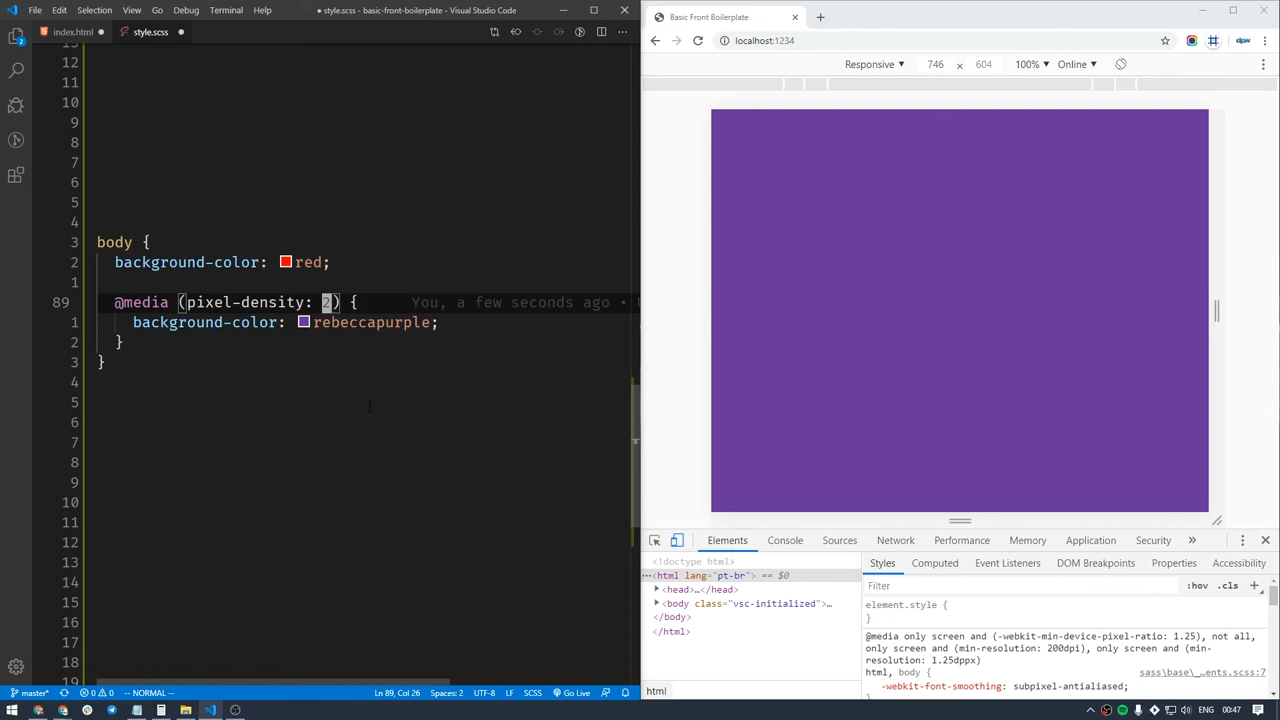 File Edit Selection View Go Debug Terminal Help • style.scss - basic-front-boilerplate - Visual Studio Code
index.html style.scss
2
13
12
11
10
9
8
7
6
5
4
3 body {
2 background-color: red;
1
89 @media (pixel-density: 2) { You, a few seconds ago •
1 background-color: rebeccapurple;
2 }
3 }
4
5
6
7
8
9
10
11
12
13
14
15
16
17
18
19
master* 0 0 -- NORMAL -- Ln 89, Col 26 Spaces: 2 UTF-8 LF SCSS Go Live
Basic Front Boilerplate
localhost:1234
dpw
Responsive 746 × 604 100% Online
Elements Console Sources Network Performance Memory Application Security »
<!doctype html>
<html lang="pt-br"> == $0
<head>…</head>
<body class="vsc-initialized">…
</body>
</html>
html
Styles Computed Event Listeners DOM Breakpoints Properties Accessibility
Filter :hov .cls +
element.style {
}
@media only screen and (-webkit-min-device-pixel-ratio: 1.25), not all,
only screen and (min-resolution: 200dpi), only screen and (min-
resolution: 1.25dppx)
html, body { sass\base\_…ents.scss:7
-webkit-font-smoothing: subpixel-antialiased;
ENG 00:47